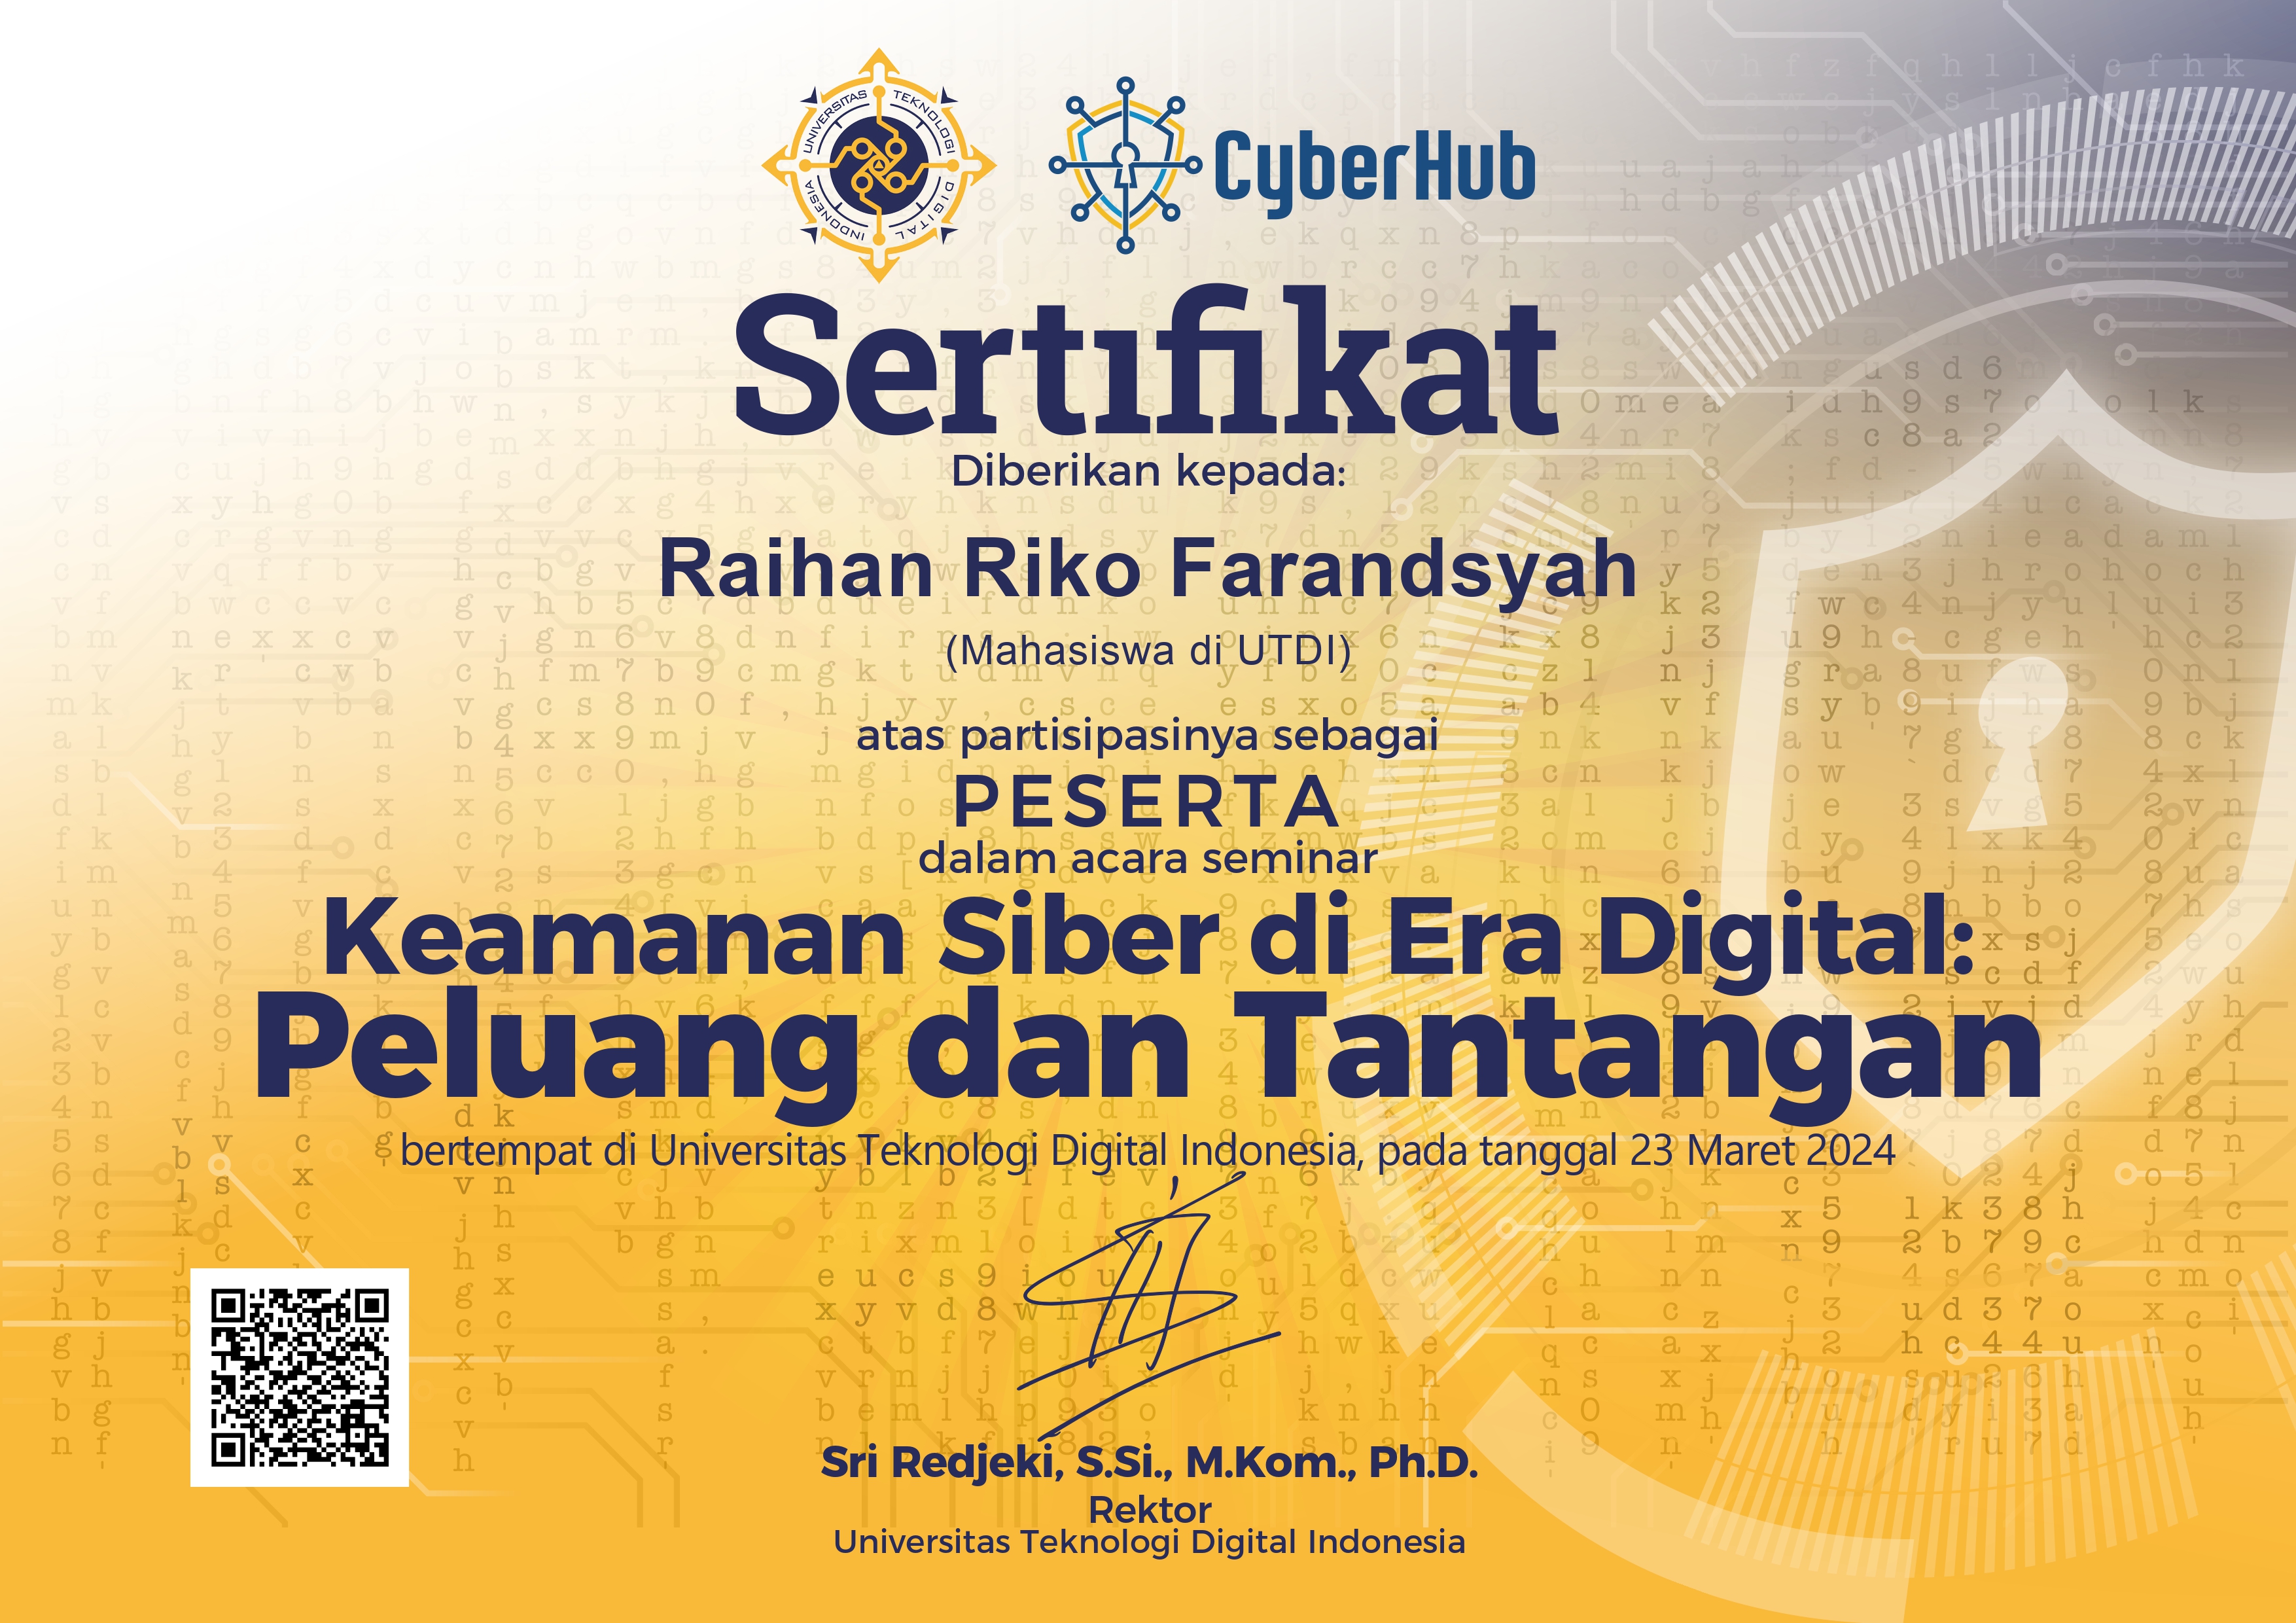 UNIVERSITAS TEKNOLOGI DIGITAL INDONESIA
CyberHub
Sertifikat
Diberikan kepada:
Raihan Riko Farandsyah
(Mahasiswa di UTDI)
atas partisipasinya sebagai
PESERTA
dalam acara seminar
Keamanan Siber di Era Digital:
Peluang dan Tantangan
bertempat di Universitas Teknologi Digital Indonesia, pada tanggal 23 Maret 2024
Sri Redjeki, S.Si., M.Kom., Ph.D.
Rektor
Universitas Teknologi Digital Indonesia